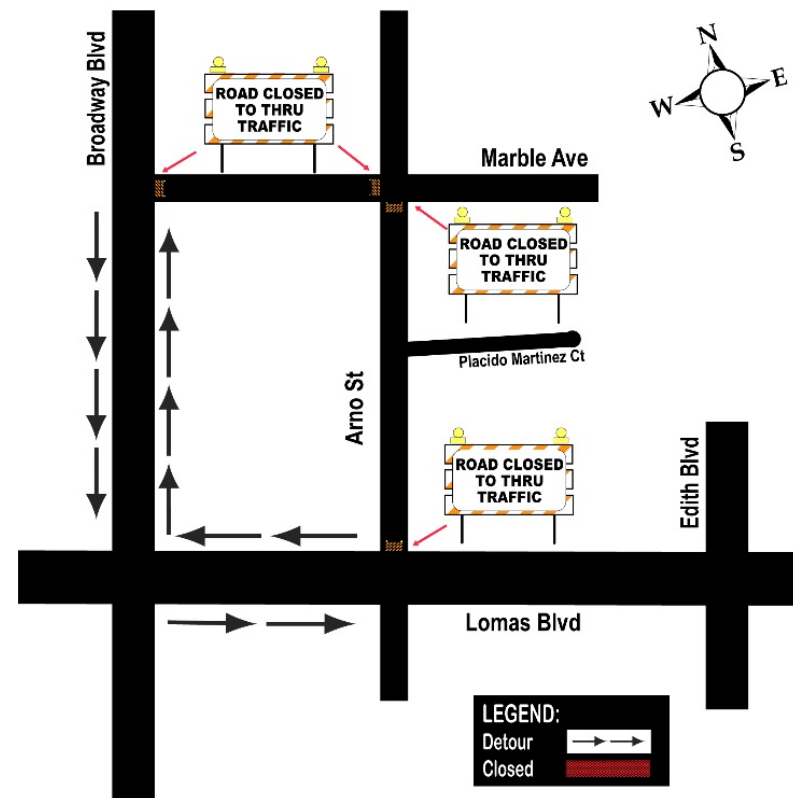 Broadway Blvd
ROAD CLOSED
TO THRU
TRAFFIC
N
E
W
S
Marble Ave
ROAD CLOSED
TO THRU
TRAFFIC
Placido Martinez Ct
Arno St
ROAD CLOSED
TO THRU
TRAFFIC
Edith Blvd
Lomas Blvd
LEGEND:
Detour
Closed